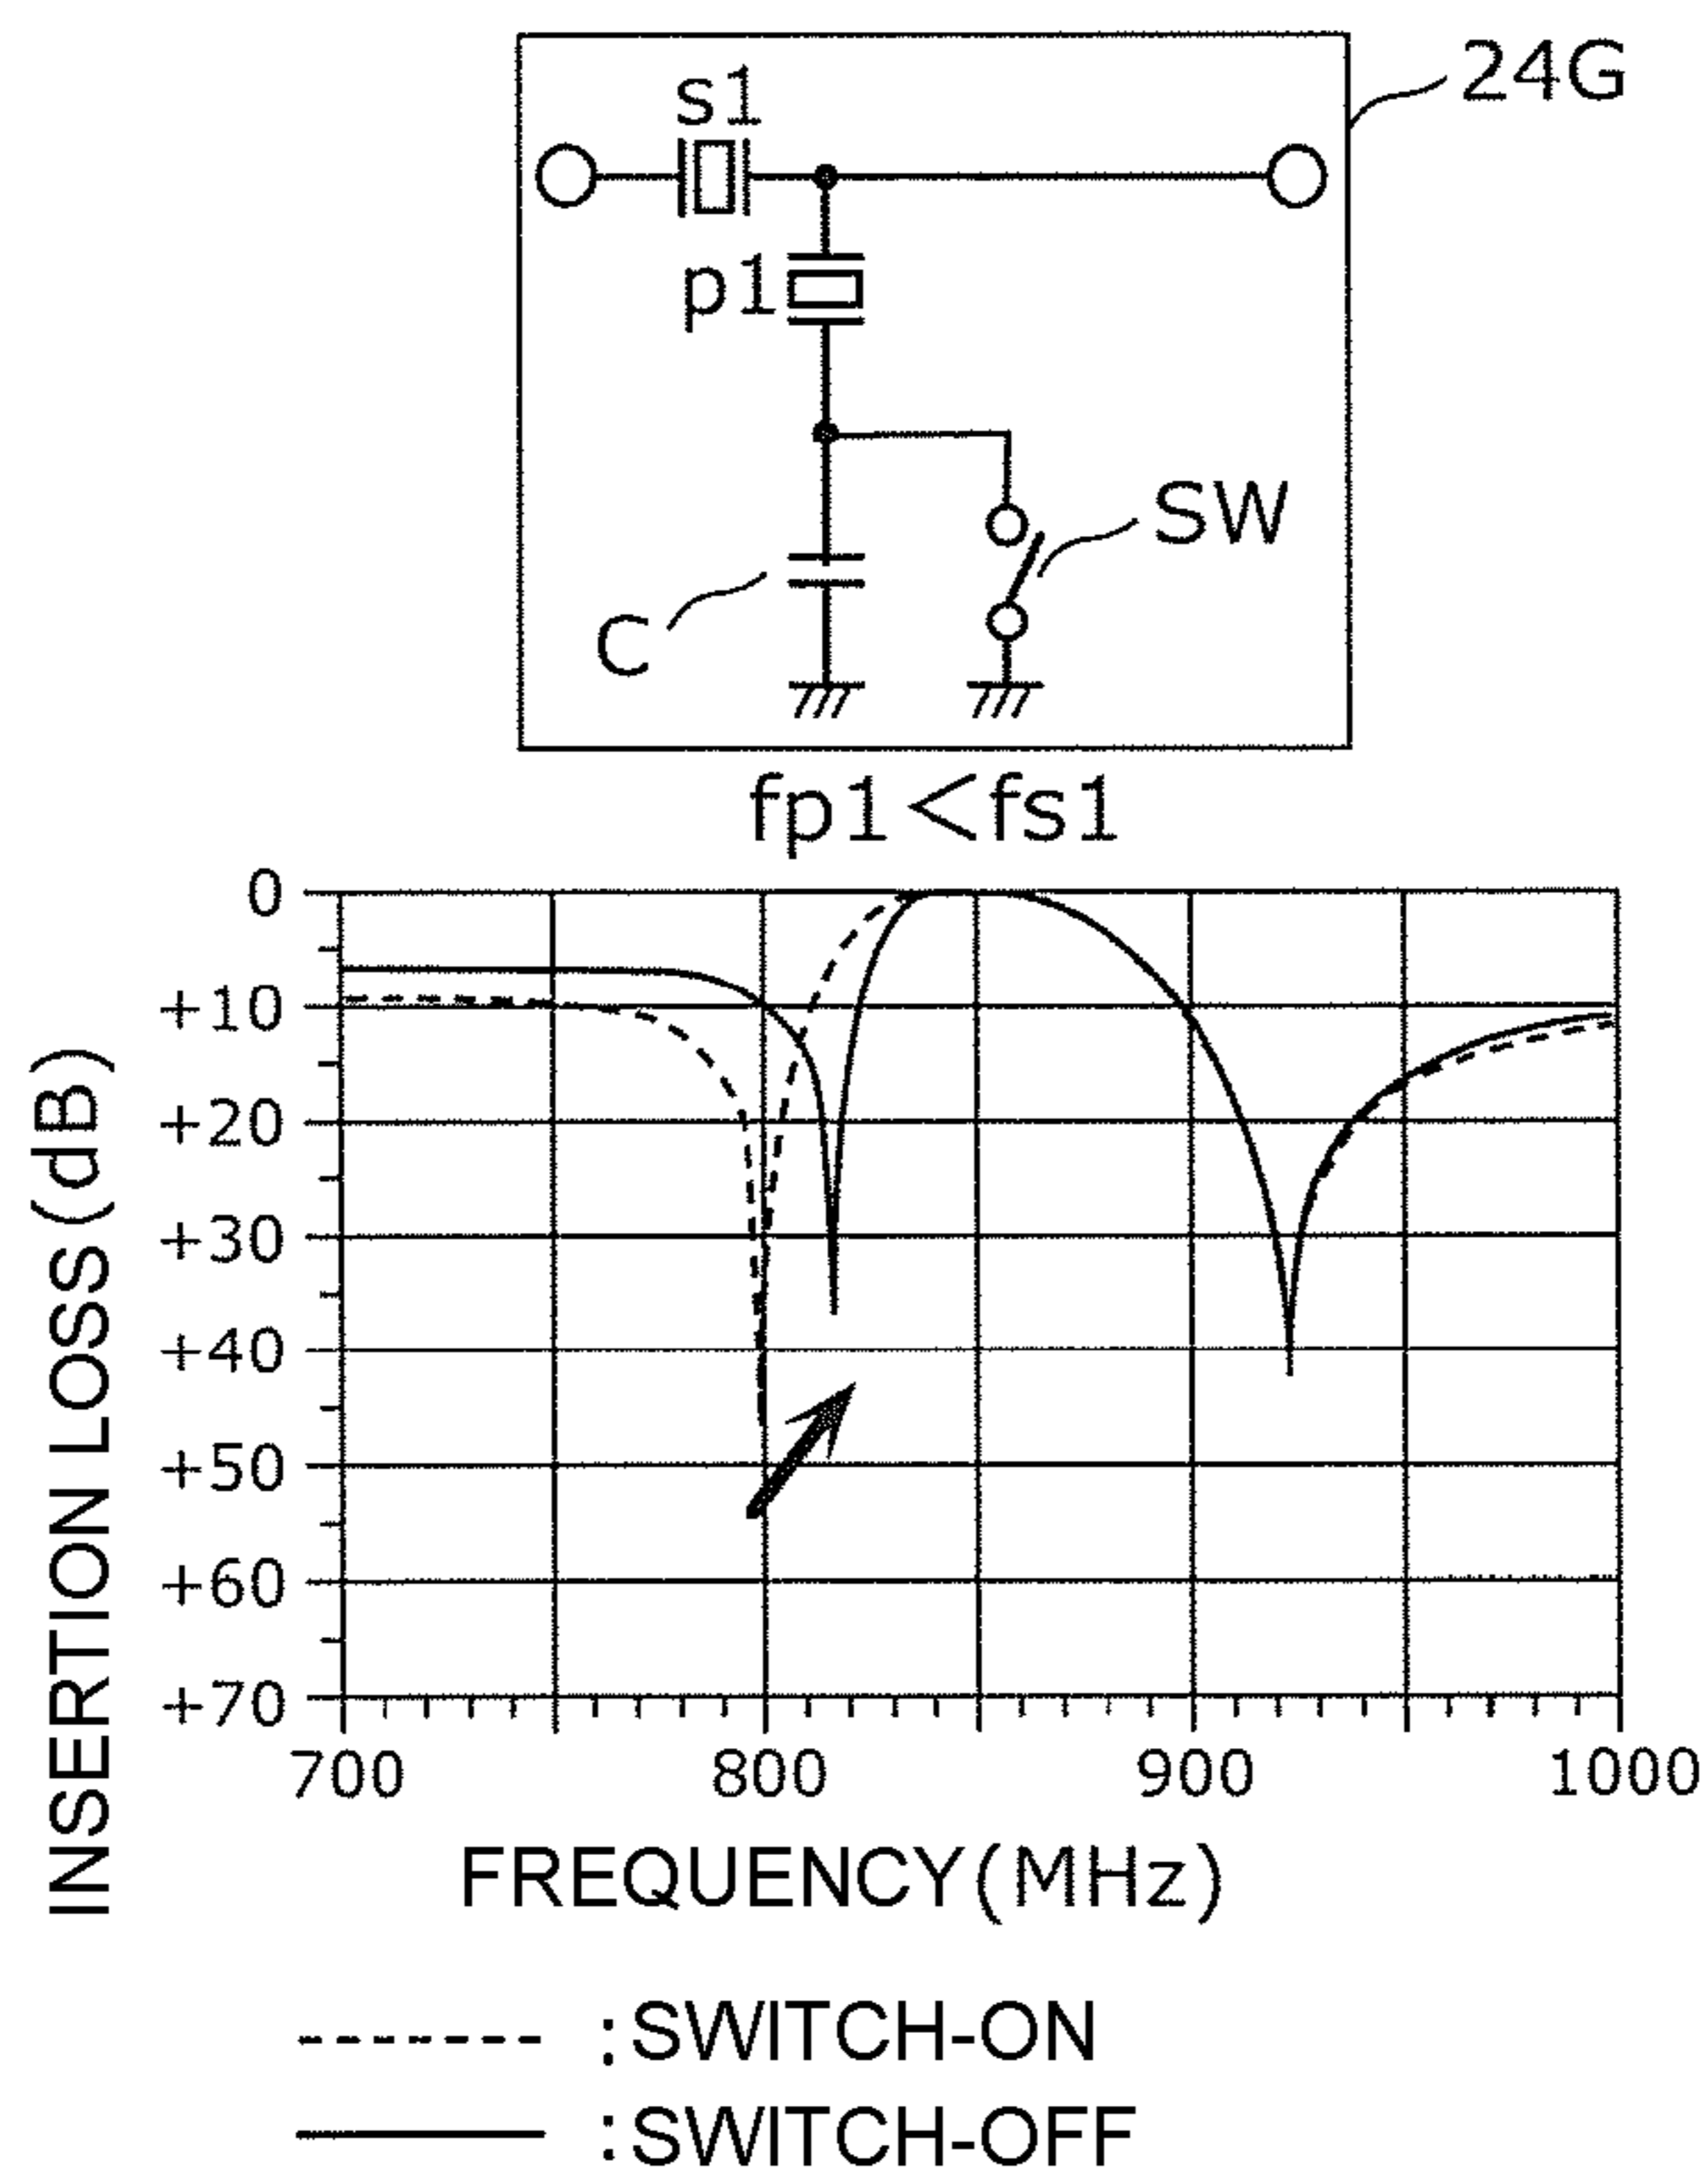 24G
s1
p1
SW
C
fp1<fs1
0
+10
+20
+30
+40
+50
+60
+70
INSERTION LOSS(dB)
700 800 900 1000
FREQUENCY(MHz)
:SWITCH-ON
:SWITCH-OFF